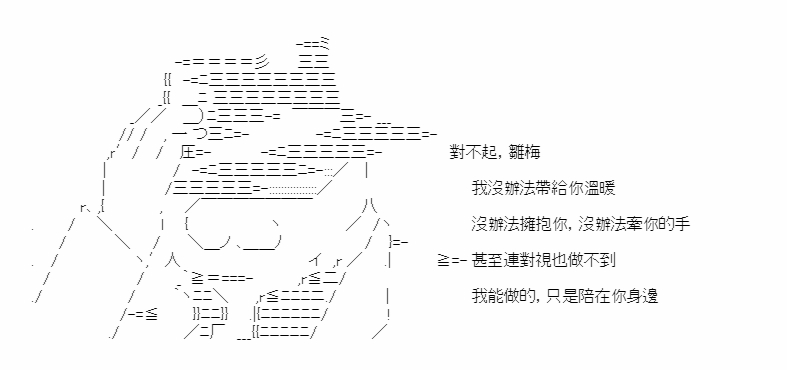 對不起, 雛梅
我沒辦法帶給你溫暖
沒辦法擁抱你, 沒辦法牽你的手
甚至連對視也做不到
我能做的, 只是陪在你身邊